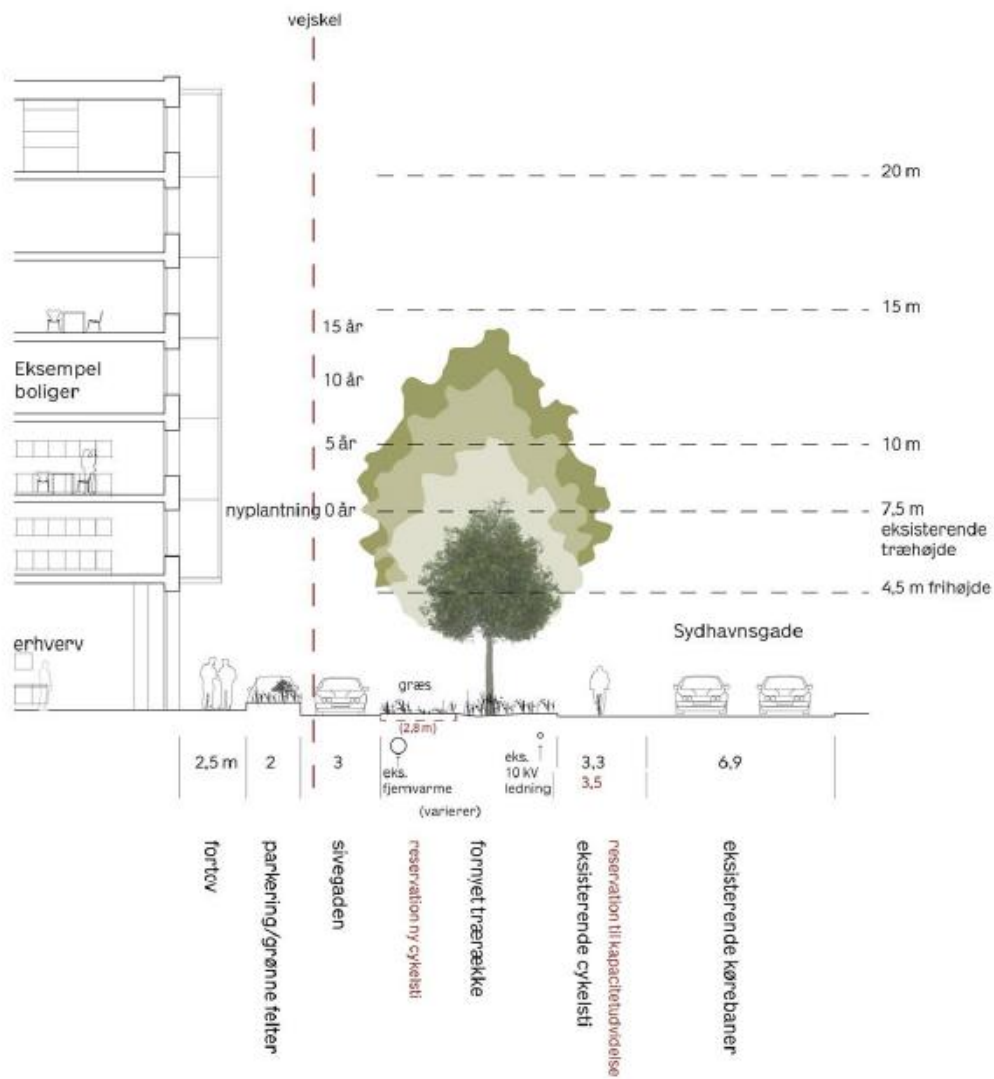 vejskel
20 m
15 m
15 år
Eksempel
boliger
10 år
5 år
10 m
nyplantning 0 år
7,5 m
eksisterende
træhøjde
4,5 m frihøjde
erhverv
Sydhavnsgade
græs
(2,8 m)
2,5 m
2
3
eks.
fjernvarme
eks.
10 kV
ledning
3,3
3,5
6,9
(varierer)
fortov
parkering/grønne felter
sivegaden
reservation ny cykelsti
fornyet trærække
eksisterende cykelsti
reservation til kapacitetudvidelse
eksisterende kørebaner